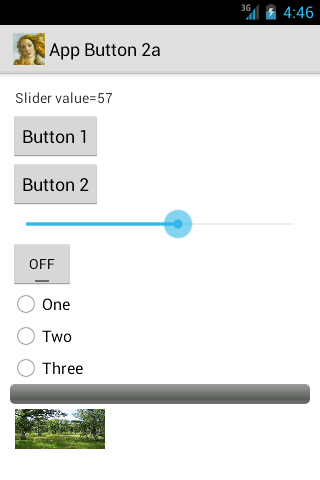 3G 4:46
App Button 2a
Slider value=57
Button 1
Button 2
OFF
One
Two
Three